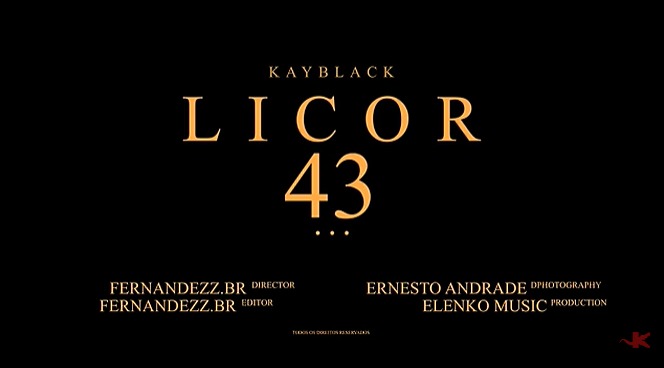 KAYBLACK
LICOR
43
...
FERNANDEZZ.BR DIRECTOR
FERNANDEZZ.BR EDITOR
ERNESTO ANDRADE DPHOTOGRAPHY
ELENKO MUSIC PRODUCTION
TODOS OS DIREITOS RESERVADOS
K